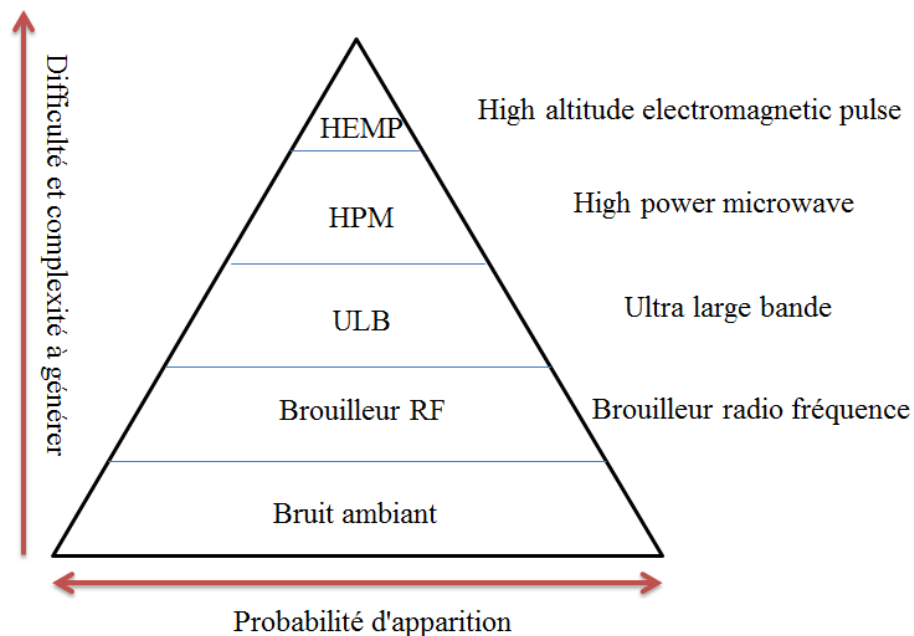 Difficulté et complexité à générer
HEMP
High altitude electromagnetic pulse
HPM
High power microwave
ULB
Ultra large bande
Brouilleur RF
Brouilleur radio fréquence
Bruit ambiant
Probabilité d'apparition